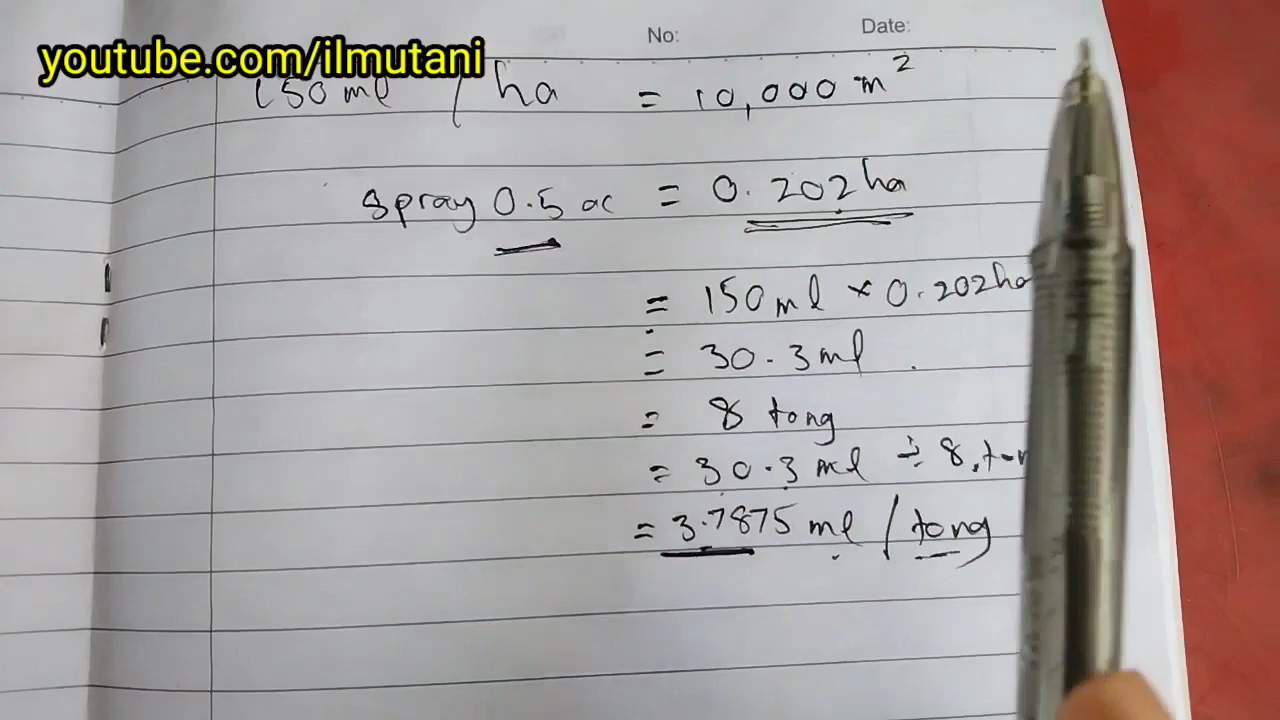 No: Date:
youtube.com/ilmutani
150 ml / ha = 10,000 m²
spray 0.5 ac = 0.202 ha
= 150 ml × 0.202 ha
= 30.3 ml
= 8 tong
= 30.3 ml ÷ 8
= 3.7875 ml / tong